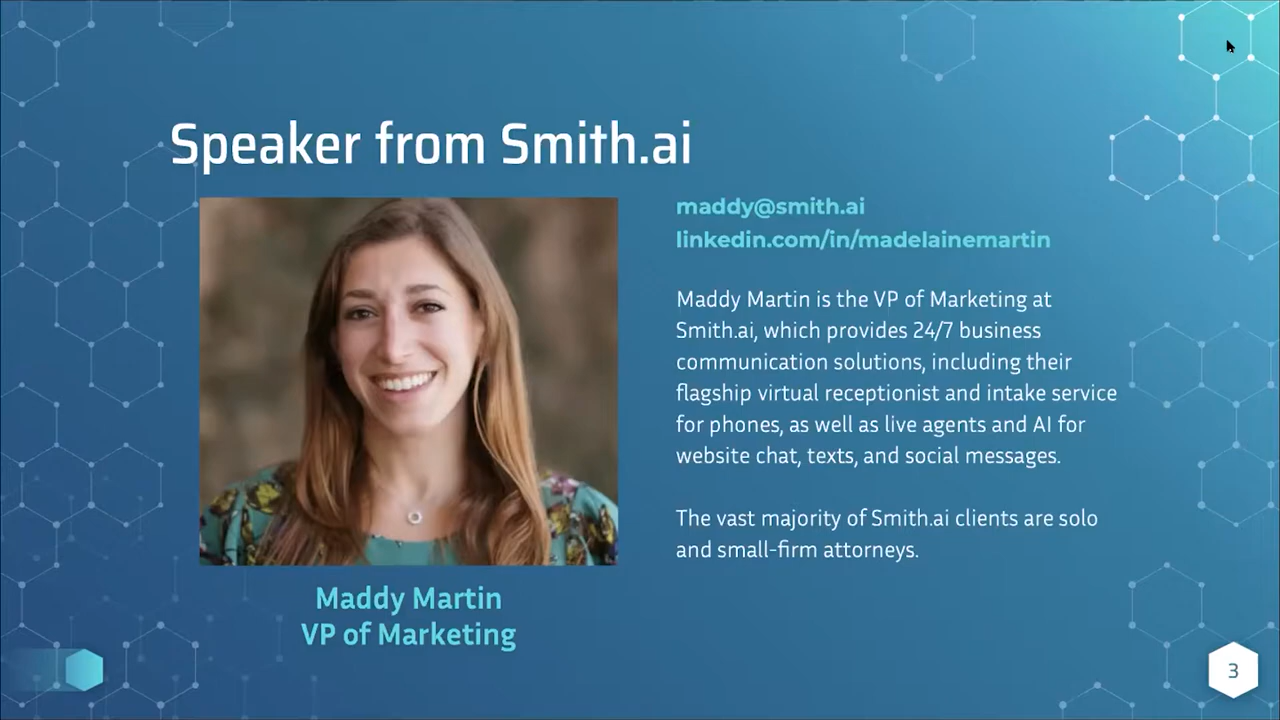 Speaker from Smith.ai
maddy@smith.ai
linkedin.com/in/madelainemartin
Maddy Martin is the VP of Marketing at
Smith.ai, which provides 24/7 business
communication solutions, including their
flagship virtual receptionist and intake service
for phones, as well as live agents and AI for
website chat, texts, and social messages.
The vast majority of Smith.ai clients are solo
and small-firm attorneys.
Maddy Martin
VP of Marketing
3